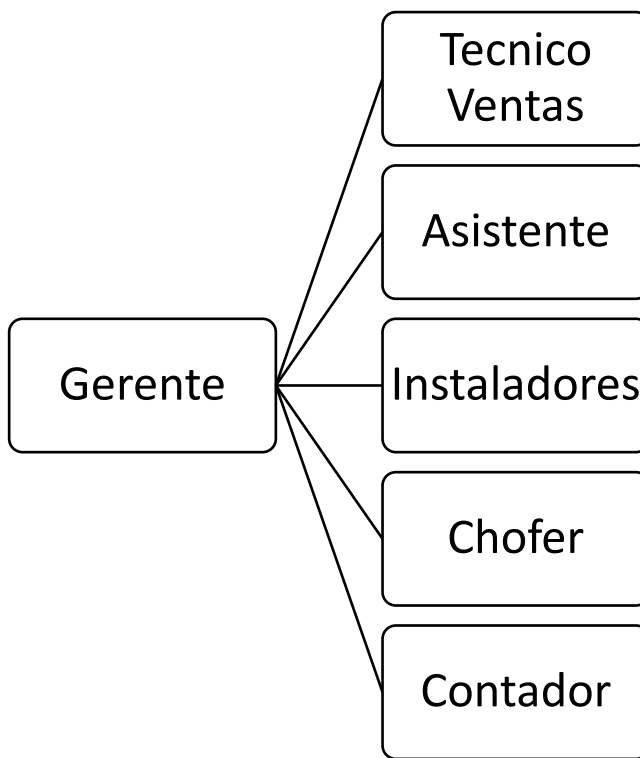 Tecnico
Ventas
Asistente
Gerente
Instaladores
Chofer
Contador